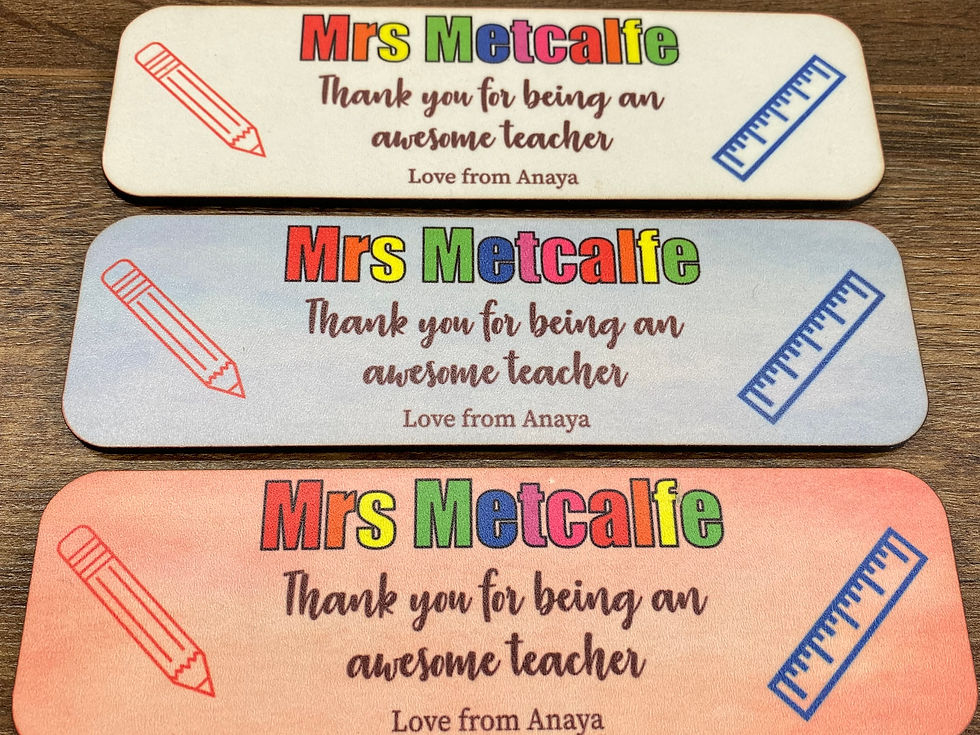 Mrs Metcalfe
Thank you for being an
awesome teacher
Love from Anaya
Mrs Metcalfe
Thank you for being an
awesome teacher
Love from Anaya
Mrs Metcalfe
Thank you for being an
awesome teacher
Love from Anaya